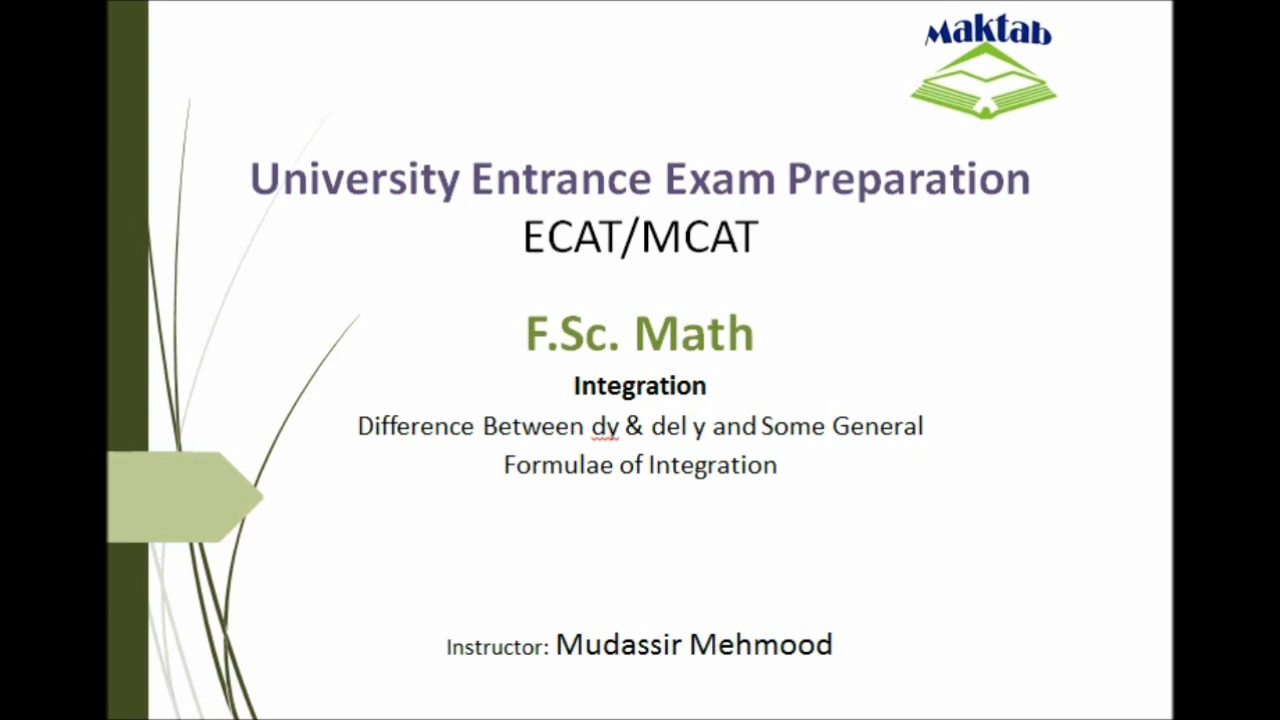 Maktab
University Entrance Exam Preparation
ECAT/MCAT
F.Sc. Math
Integration
Difference Between dy & del y and Some General
Formulae of Integration
Instructor: Mudassir Mehmood